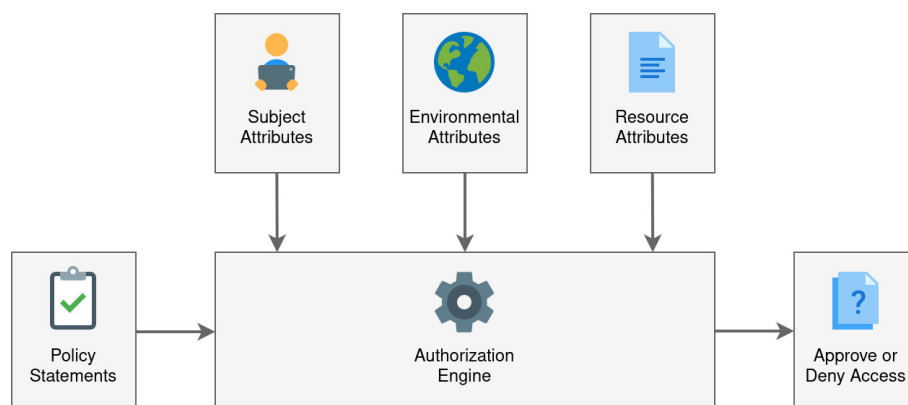 Subject
Attributes
Environmental
Attributes
Resource
Attributes
Policy
Statements
Authorization
Engine
?
Approve or
Deny Access